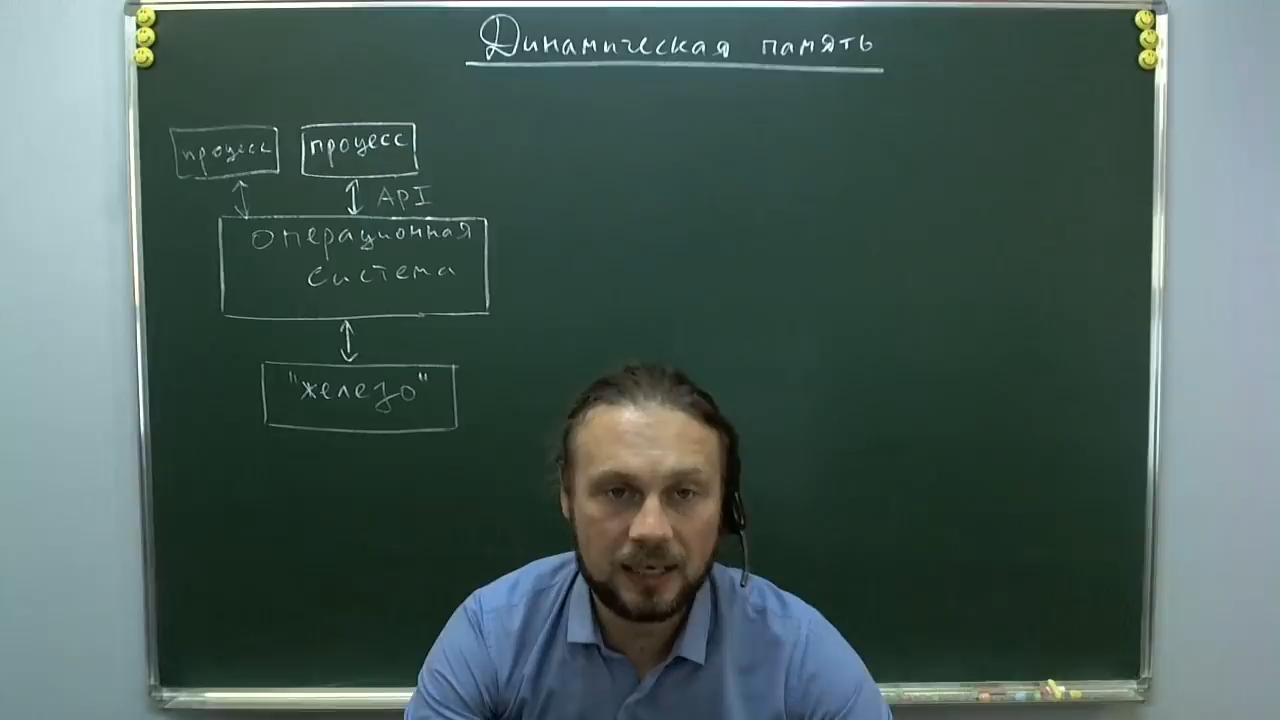 Динамическая память
процесс процесс
API
операционная
система
"железо"